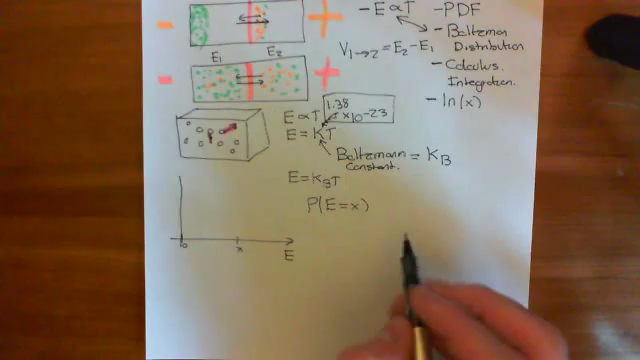 - E ∝ T
- PDF
- Boltzman Distribution
- Calculus Integration.
- ln(x)
V1→2 = E2 - E1
E1 E2
1.38 × 10 -23
E ∝ T
E = KT
Boltzmann Constant. = KB
E = KBT
P(E = x)
0 x E